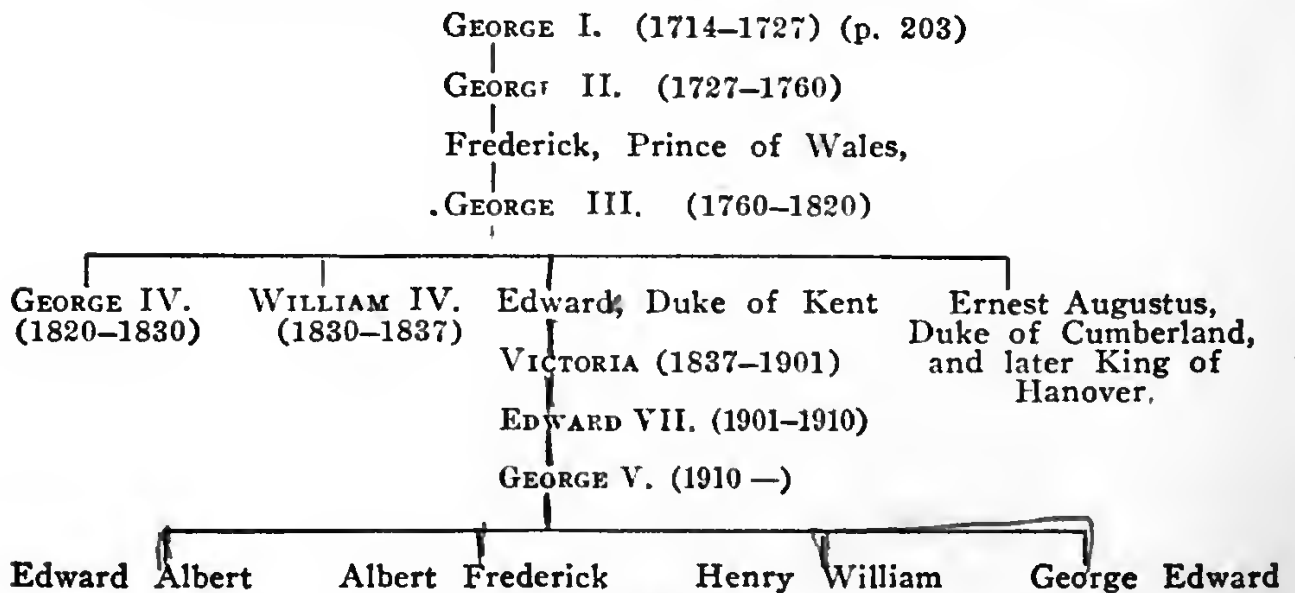 GEORGE I. (1714–1727) (p. 203)
GEORGE II. (1727–1760)
Frederick, Prince of Wales,
GEORGE III. (1760–1820)
GEORGE IV.
(1820–1830)
WILLIAM IV.
(1830–1837)
Edward, Duke of Kent
Ernest Augustus,
Duke of Cumberland,
and later King of
Hanover.
VICTORIA (1837–1901)
EDWARD VII. (1901–1910)
GEORGE V. (1910 —)
Edward Albert
Albert Frederick
Henry William
George Edward